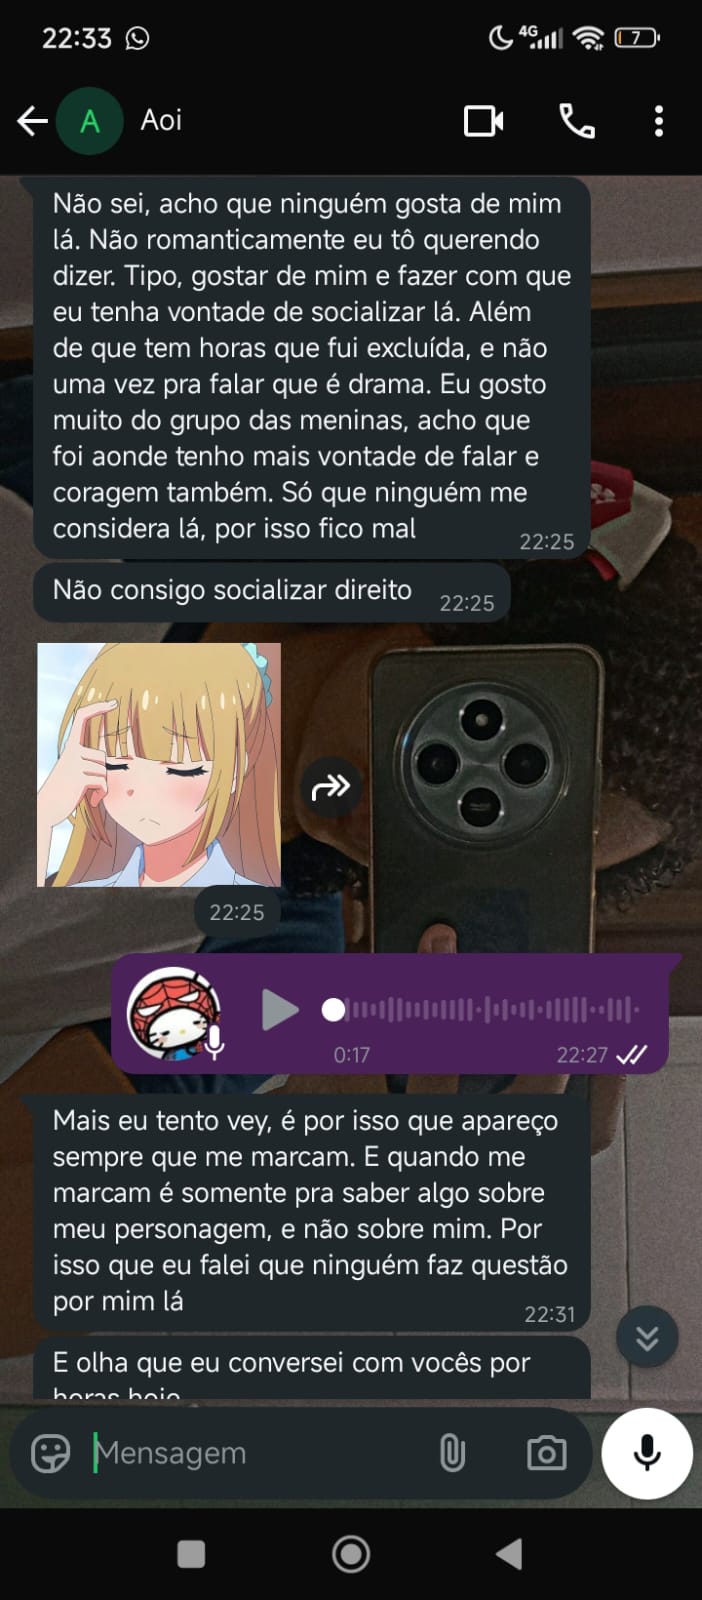 22:33
4G
7
A
Aoi
Não sei, acho que ninguém gosta de mim
lá. Não romanticamente eu tô querendo
dizer. Tipo, gostar de mim e fazer com que
eu tenha vontade de socializar lá. Além
de que tem horas que fui excluída, e não
uma vez pra falar que é drama. Eu gosto
muito do grupo das meninas, acho que
foi aonde tenho mais vontade de falar e
coragem também. Só que ninguém me
considera lá, por isso fico mal
22:25
Não consigo socializar direito
22:25
22:25
0:17
22:27
Mais eu tento vey, é por isso que apareço
sempre que me marcam. E quando me
marcam é somente pra saber algo sobre
meu personagem, e não sobre mim. Por
isso que eu falei que ninguém faz questão
por mim lá
22:31
E olha que eu conversei com vocês por
horas hoje
Mensagem